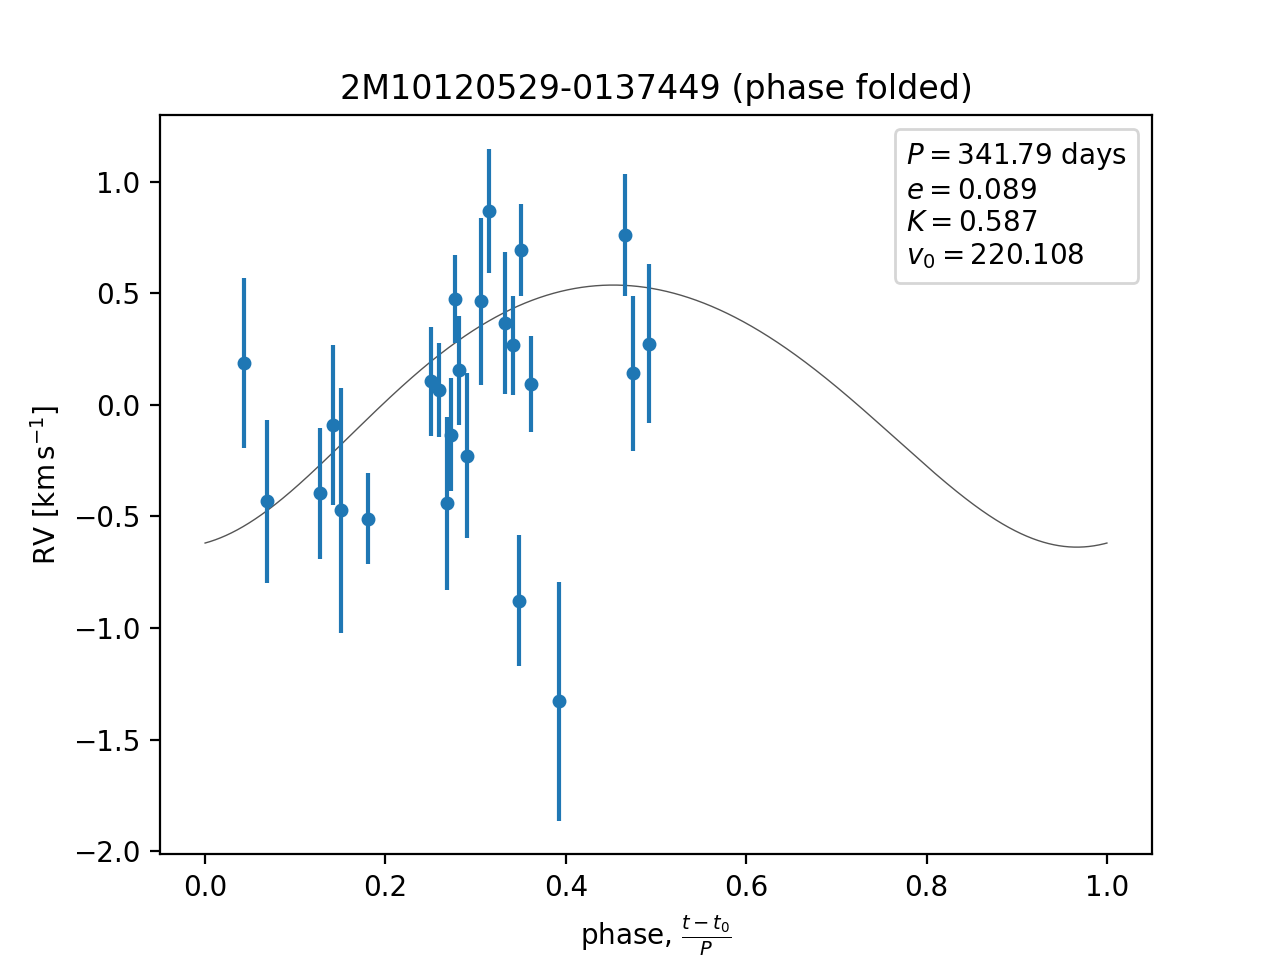 2M10120529-0137449 (phase folded)
P = 341.79 days
e = 0.089
K = 0.587
v₀ = 220.108
1.0
0.5
0.0
−0.5
−1.0
−1.5
−2.0
RV [km s⁻¹]
0.0 0.2 0.4 0.6 0.8 1.0
phase, (t − t₀)/P